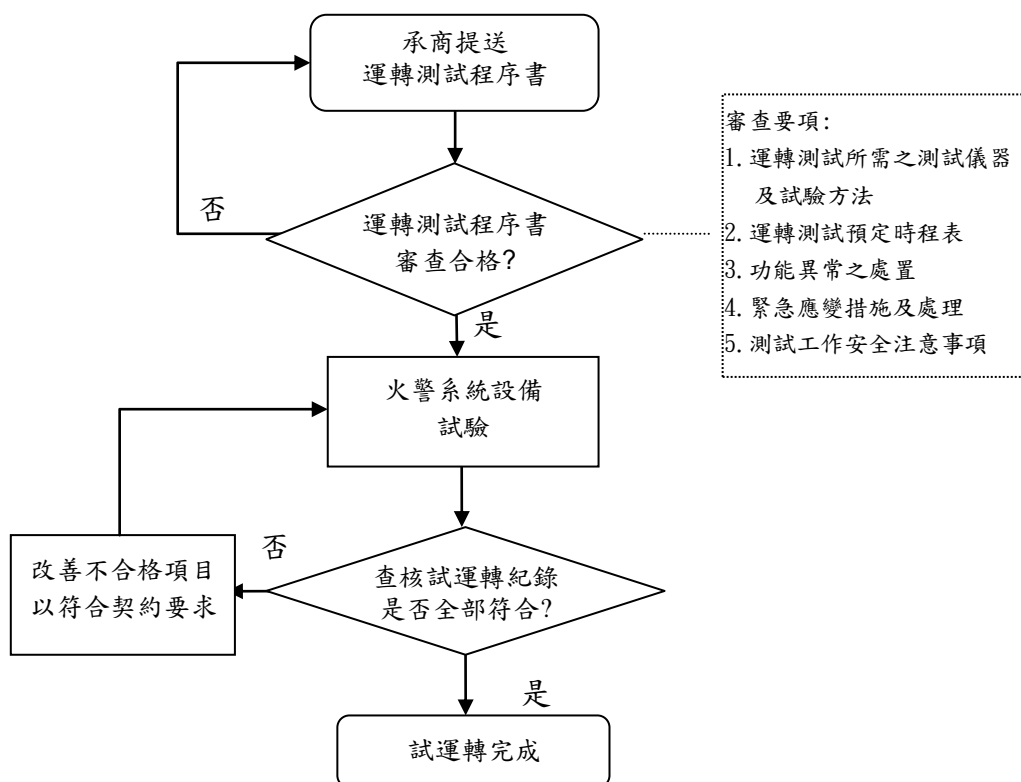 承商提送
運轉測試程序書
審查要項:
1.運轉測試所需之測試儀器
及試驗方法
2.運轉測試預定時程表
3.功能異常之處置
4.緊急應變措施及處理
5.測試工作安全注意事項
否
運轉測試程序書
審查合格?
是
火警系統設備
試驗
否
改善不合格項目
以符合契約要求
查核試運轉紀錄
是否全部符合?
是
試運轉完成